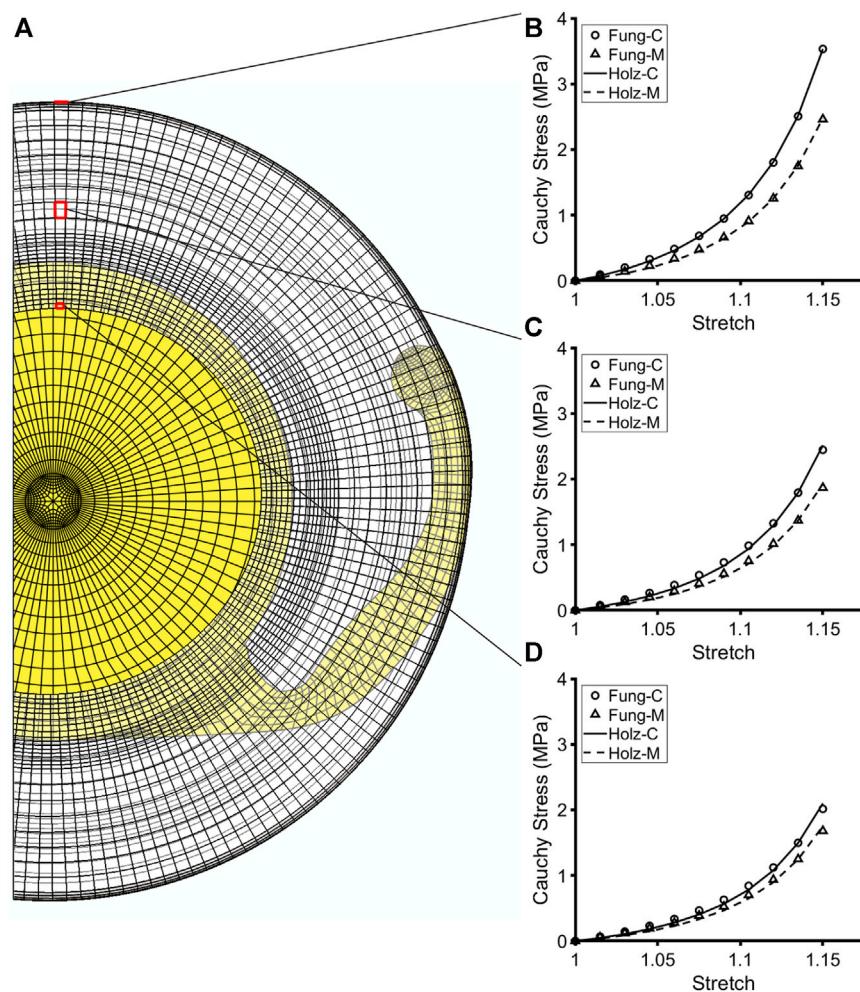 A
B
Cauchy Stress (MPa)
4
3
2
1
0
Fung-C
Fung-M
Holz-C
Holz-M
1
1.05
1.1
1.15
Stretch
C
Cauchy Stress (MPa)
4
3
2
1
0
Fung-C
Fung-M
Holz-C
Holz-M
1
1.05
1.1
1.15
Stretch
D
Cauchy Stress (MPa)
4
3
2
1
0
Fung-C
Fung-M
Holz-C
Holz-M
1
1.05
1.1
1.15
Stretch